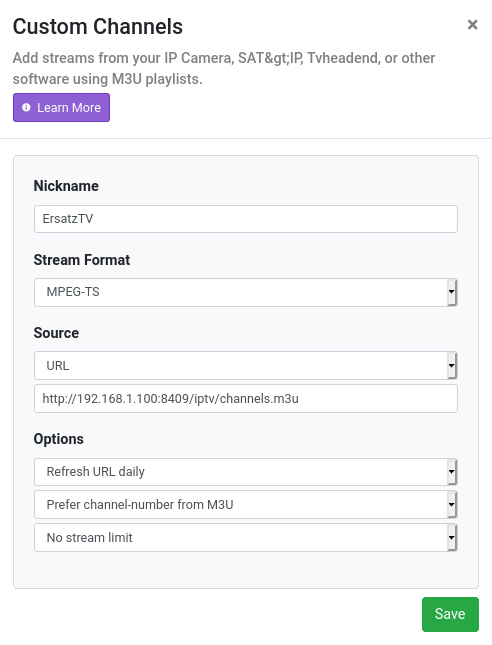 Custom Channels
×
Add streams from your IP Camera, SAT&gt;IP, Tvheadend, or other
software using M3U playlists.
Learn More
Nickname
ErsatzTV
Stream Format
MPEG-TS
Source
URL
http://192.168.1.100:8409/iptv/channels.m3u
Options
Refresh URL daily
Prefer channel-number from M3U
No stream limit
Save